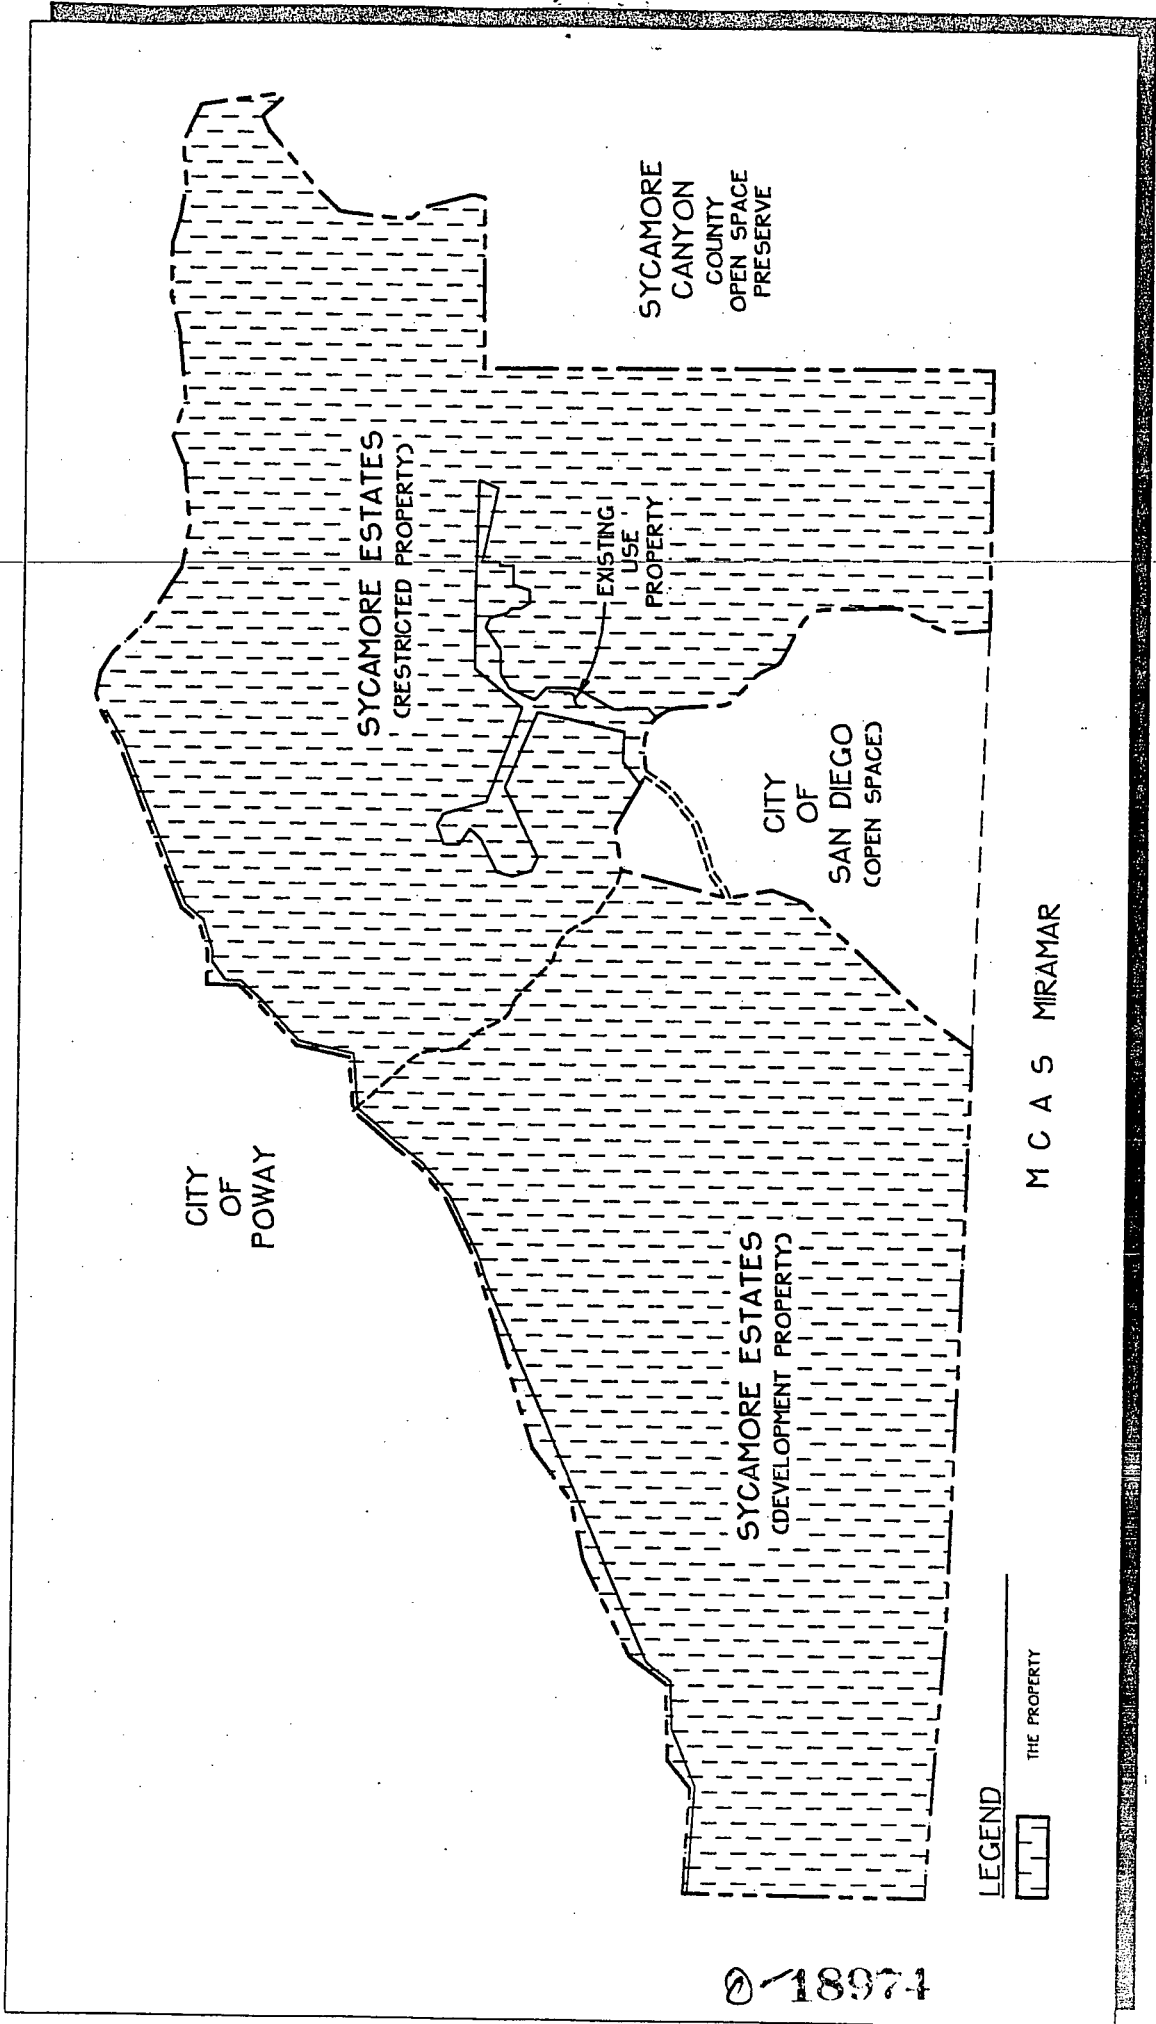 CITY
OF
POWAY
SYCAMORE ESTATES
(RESTRICTED PROPERTY)
EXISTING
USE
PROPERTY
SYCAMORE
CANYON
COUNTY
OPEN SPACE
PRESERVE
CITY
OF
SAN DIEGO
(OPEN SPACE)
SYCAMORE ESTATES
(DEVELOPMENT PROPERTY)
M C A S MIRAMAR
LEGEND
THE PROPERTY
O-18974